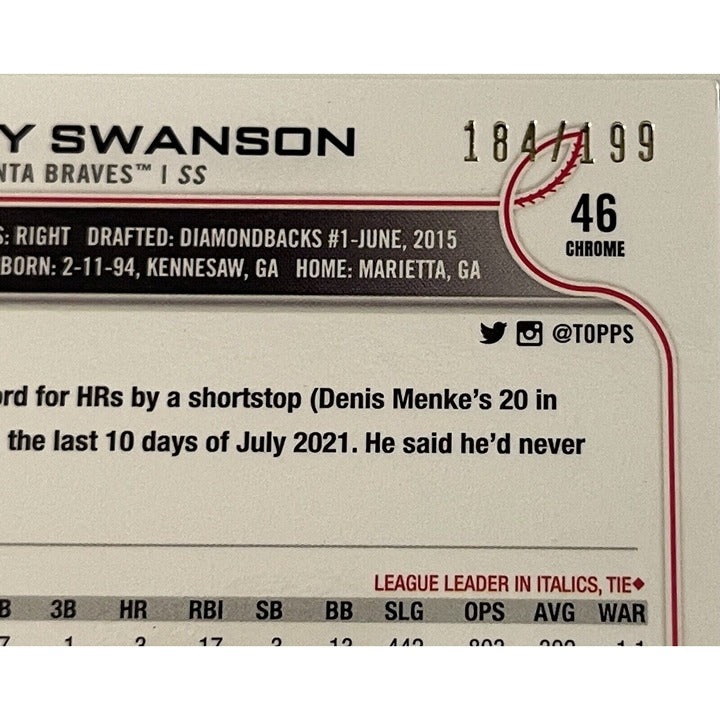 Y SWANSON
184/199
NTA BRAVES™ | SS
46
CHROME
S: RIGHT DRAFTED: DIAMONDBACKS #1-JUNE, 2015
BORN: 2-11-94, KENNESAW, GA HOME: MARIETTA, GA
@TOPPS
ord for HRs by a shortstop (Denis Menke's 20 in
the last 10 days of July 2021. He said he'd never
LEAGUE LEADER IN ITALICS, TIE♦
B 3B HR RBI SB BB SLG OPS AVG WAR